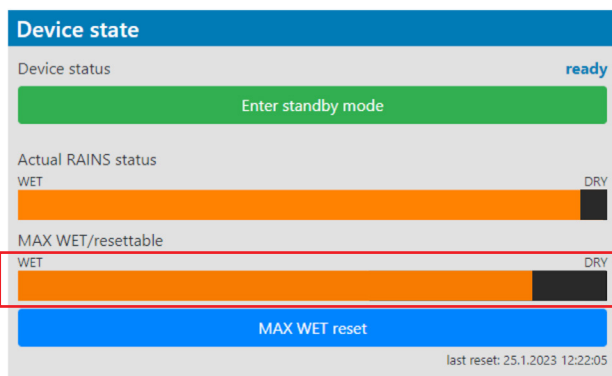 Device state
Device status ready
Enter standby mode
Actual RAINS status
WET DRY
MAX WET/resettable
WET DRY
MAX WET reset
last reset: 25.1.2023 12:22:05